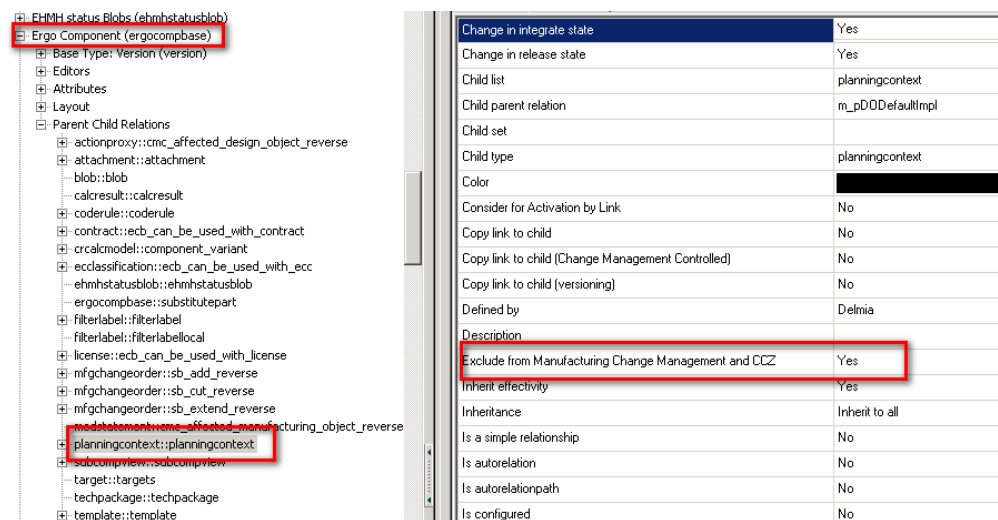 EHMH status Blobs (ehmhstatusblob)
Ergo Component (ergocompbase)
Base Type: Version (version)
Editors
Attributes
Layout
Parent Child Relations
actionproxy::cmc_affected_design_object_reverse
attachment::attachment
blob::blob
calcresult::calcresult
coderule::coderule
contract::ecb_can_be_used_with_contract
crcalcmodel::component_variant
ecclassification::ecb_can_be_used_with_ecc
ehmhstatusblob::ehmhstatusblob
ergocompbase::substitutepart
filterlabel::filterlabel
filterlabel::filterlabellocal
license::ecb_can_be_used_with_license
mfgchangeorder::sb_add_reverse
mfgchangeorder::sb_cut_reverse
mfgchangeorder::sb_extend_reverse
modstatement::cmc_affected_manufacturing_object_reverse
planningcontext::planningcontext
subcompview::subcompview
target::targets
techpackage::techpackage
template::template
Change in integrate state Yes
Change in release state Yes
Child list planningcontext
Child parent relation m_pDODefaultImpl
Child set
Child type planningcontext
Color
Consider for Activation by Link No
Copy link to child No
Copy link to child (Change Management Controlled) No
Copy link to child (versioning) No
Defined by Delmia
Description
Exclude from Manufacturing Change Management and CCZ Yes
Inherit effectivity Yes
Inheritance Inherit to all
Is a simple relationship No
Is autorelation No
Is autorelationpath No
Is configured No